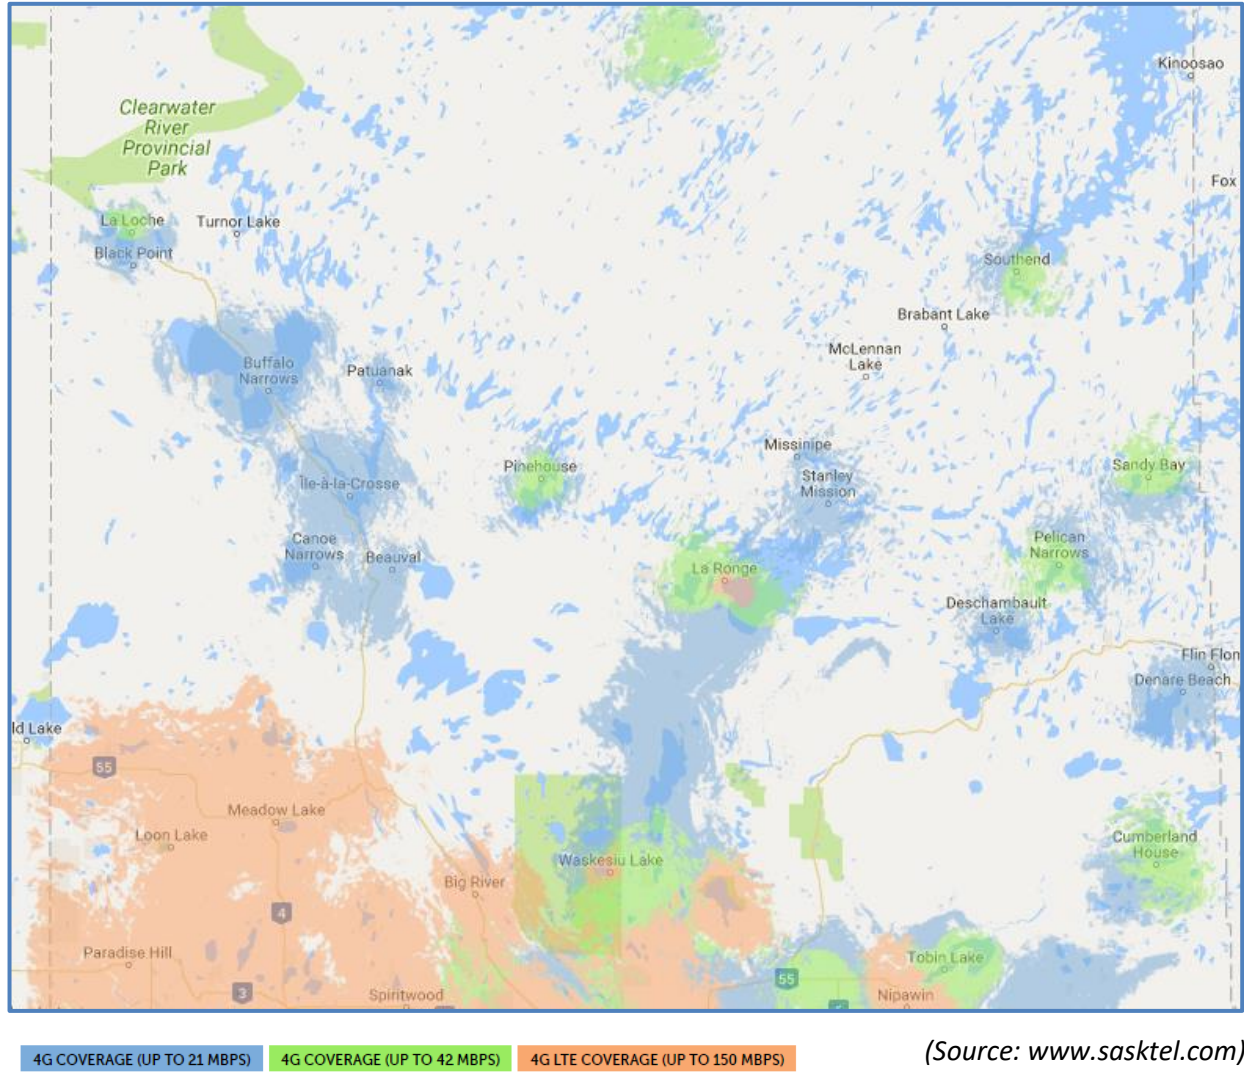 Kinoosao
Clearwater
River
Provincial
Park
Fox
La Loche
Turnor Lake
Black Point
Southend
Brabant Lake
McLennan
Lake
Buffalo
Narrows
Patuanak
Missinipe
Pinehouse
Stanley
Mission
Sandy Bay
Île-à-la-Crosse
Canoe
Narrows
Beauval
La Ronge
Pelican
Narrows
Deschambault
Lake
Flin Flon
Denare Beach
ld Lake
55
Meadow Lake
Loon Lake
Cumberland
House
Waskesiu Lake
Big River
4
Paradise Hill
Tobin Lake
55
3
Spiritwood
Nipawin
4G COVERAGE (UP TO 21 MBPS)
4G COVERAGE (UP TO 42 MBPS)
4G LTE COVERAGE (UP TO 150 MBPS)
(Source: www.sasktel.com)